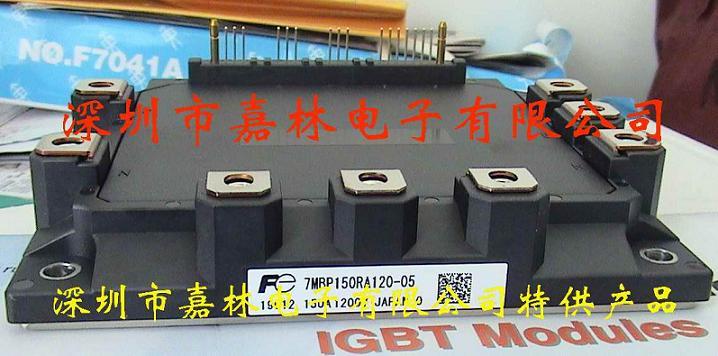 NO.F7041A
深圳市嘉林电子有限公司
Fe 7MBP150RA120-05
深圳市嘉林电子有限公司特供产品
IGBT Modules